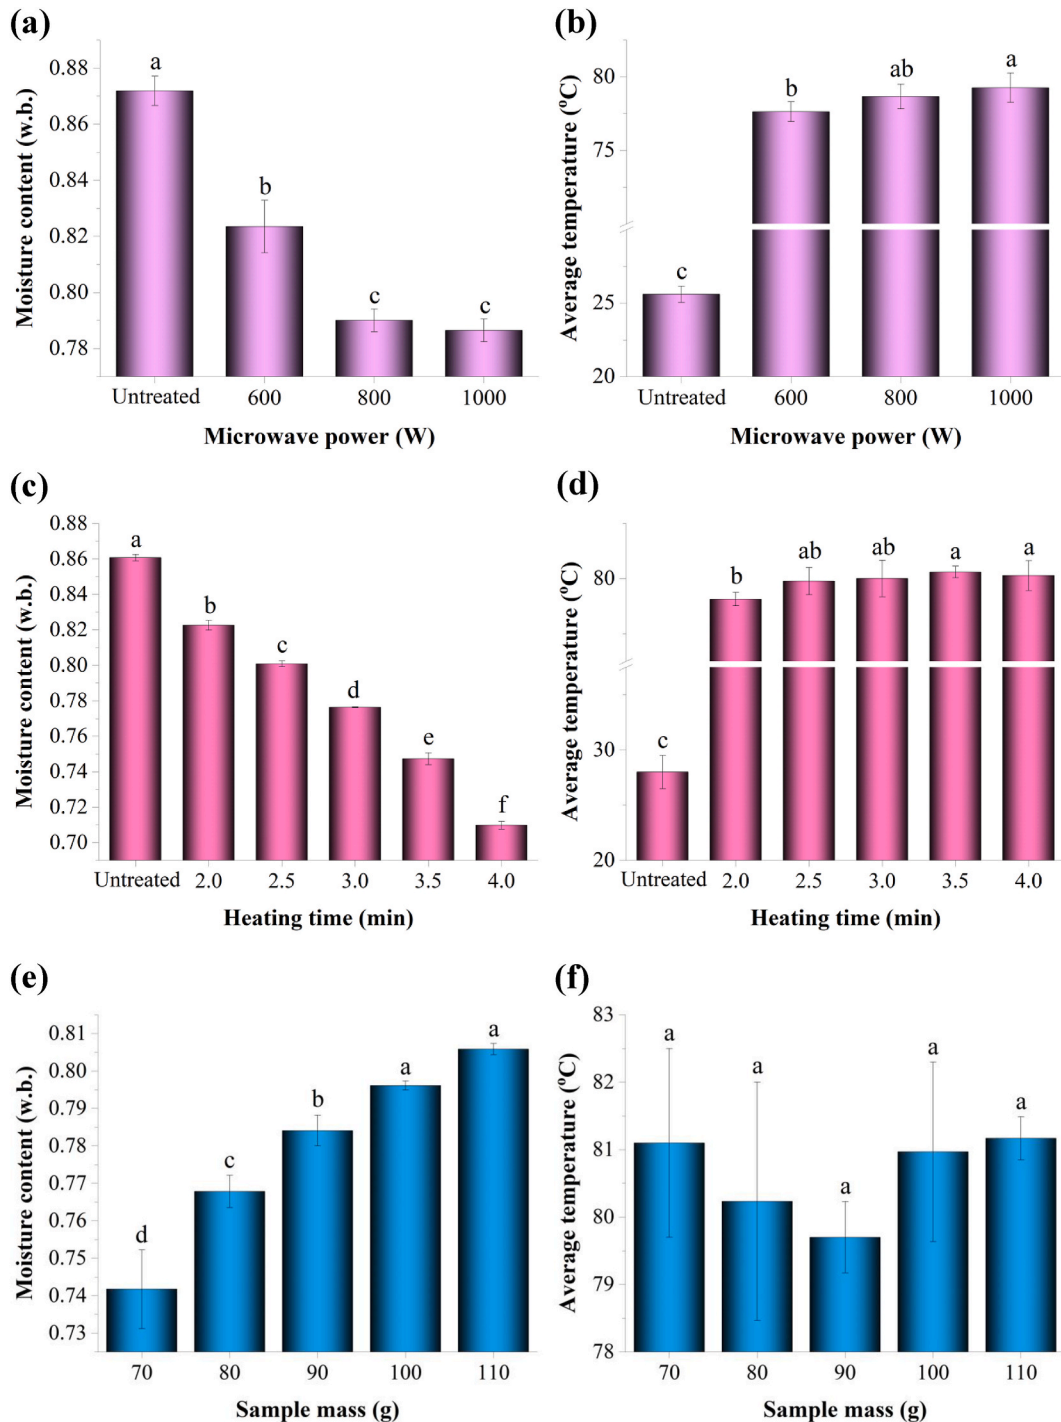 (a)
Moisture content (w.b.)
0.88
0.86
0.84
0.82
0.80
0.78
a
b
c
c
Untreated 600 800 1000
Microwave power (W)
(b)
Average temperature (°C)
80
75
25
20
c
b
ab
a
Untreated 600 800 1000
Microwave power (W)
(c)
Moisture content (w.b.)
0.88
0.86
0.84
0.82
0.80
0.78
0.76
0.74
0.72
0.70
a
b
c
d
e
f
Untreated 2.0 2.5 3.0 3.5 4.0
Heating time (min)
(d)
Average temperature (°C)
80
30
20
c
b
ab
ab
a
a
Untreated 2.0 2.5 3.0 3.5 4.0
Heating time (min)
(e)
Moisture content (w.b.)
0.81
0.80
0.79
0.78
0.77
0.76
0.75
0.74
0.73
d
c
b
a
a
70 80 90 100 110
Sample mass (g)
(f)
Average temperature (°C)
83
82
81
80
79
78
a
a
a
a
a
70 80 90 100 110
Sample mass (g)